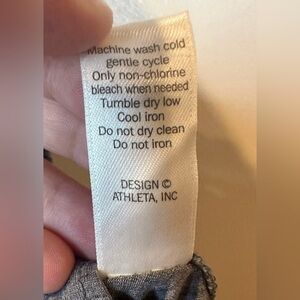 Machine wash cold
gentle cycle
Only non-chlorine
bleach when needed
Tumble dry low
Cool iron
Do not dry clean
Do not iron
DESIGN ©
ATHLETA, INC